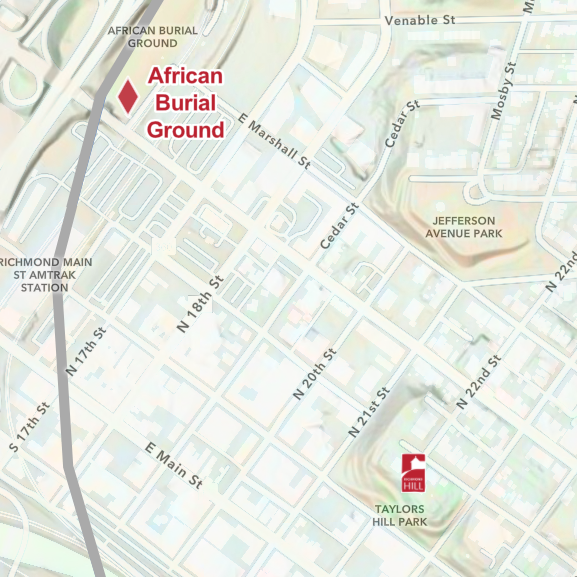 Venable St
AFRICAN BURIAL
GROUND
African
Burial
Ground
E Marshall St
Cedar St
Mosby St
JEFFERSON
AVENUE PARK
Cedar St
N 22nd
RICHMOND MAIN
ST AMTRAK
STATION
N 18th St
N 17th St
N 20th St
N 21st St
N 22nd St
S 17th St
E Main St
HILL
TAYLORS
HILL PARK